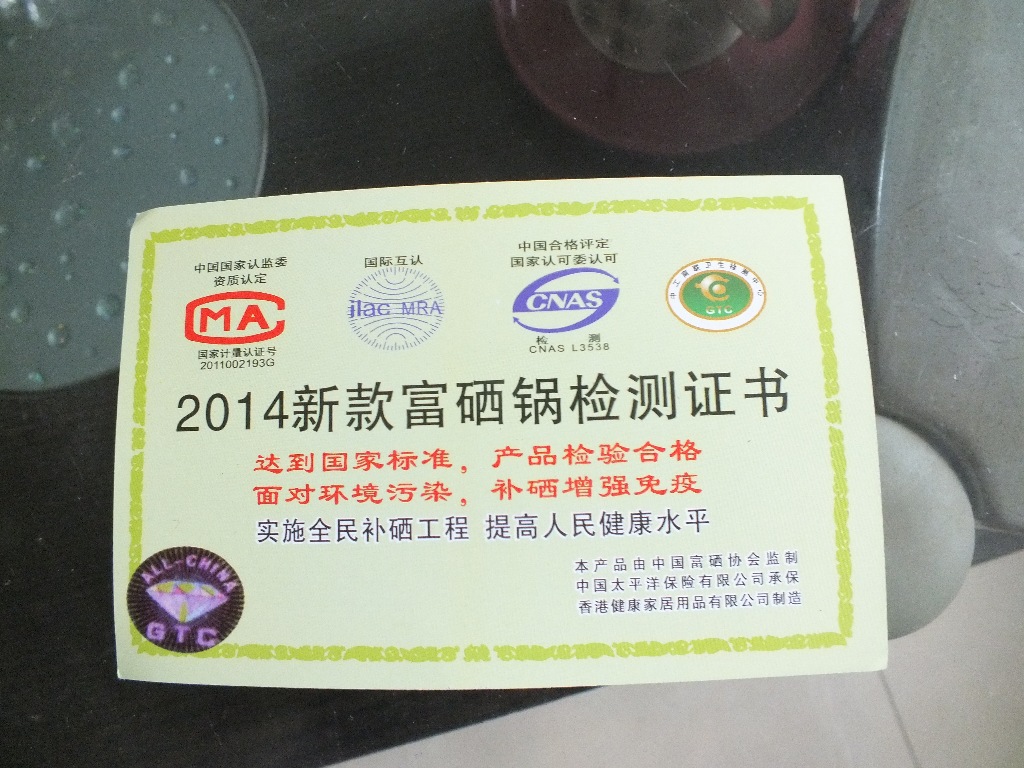 中国国家认监委
资质认定
MA
国家计量认证号
2011002193G
国际互认
ilac-MRA
中国合格评定
国家认可委认可
CNAS
检 测
CNAS L3538
GTC
2014新款富硒锅检测证书
达到国家标准，产品检验合格
面对环境污染，补硒增强免疫
实施全民补硒工程 提高人民健康水平
本产品由中国富硒协会监制
中国太平洋保险有限公司承保
香港健康家居用品有限公司制造
ALL-CHINA
GTC